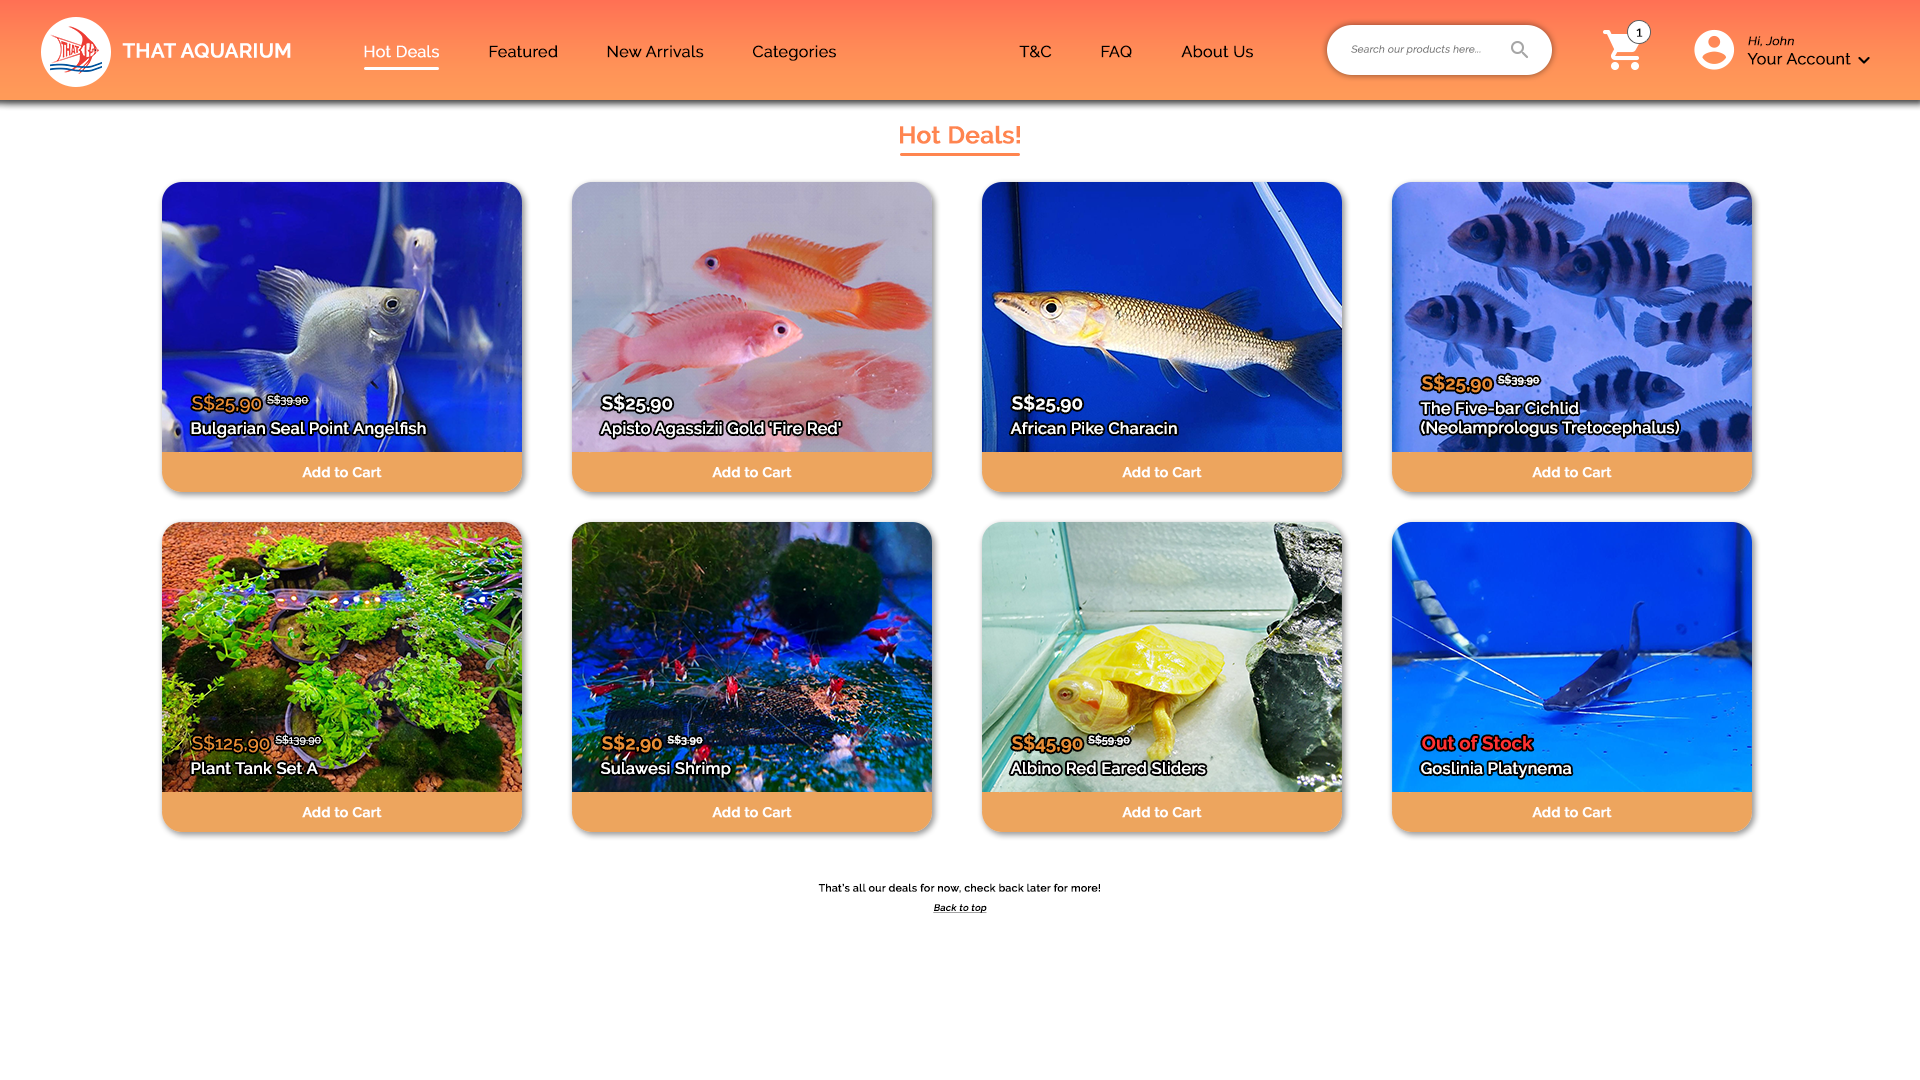 THAT AQUARIUM
Hot Deals
Featured
New Arrivals
Categories
T&C
FAQ
About Us
Search our products here...
1
Hi, John
Your Account
Hot Deals!
S$25.90 S$39.90
Bulgarian Seal Point Angelfish
Add to Cart
S$25.90
Apisto Agassizii Gold 'Fire Red'
Add to Cart
S$25.90
African Pike Characin
Add to Cart
S$25.90 S$39.90
The Five-bar Cichlid
(Neolamprologus Tretocephalus)
Add to Cart
S$125.90 S$139.90
Plant Tank Set A
Add to Cart
S$2.90 S$3.90
Sulawesi Shrimp
Add to Cart
S$45.90 S$59.90
Albino Red Eared Sliders
Add to Cart
Out of Stock
Goslinia Platynema
Add to Cart
That's all our deals for now, check back later for more!
Back to top